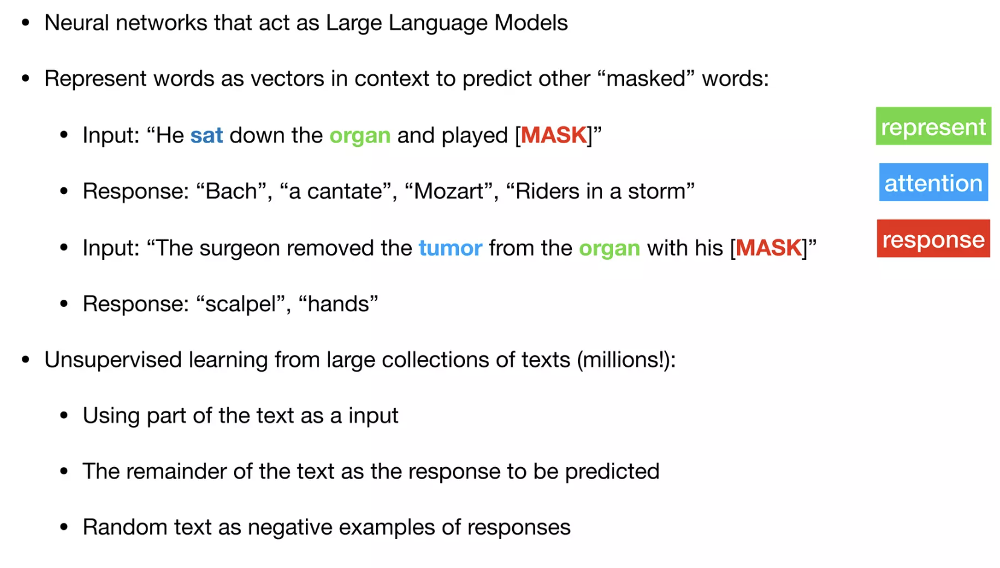 • Neural networks that act as Large Language Models
• Represent words as vectors in context to predict other “masked” words:
• Input: “He sat down the organ and played [MASK]”
represent
• Response: “Bach”, “a cantate”, “Mozart”, “Riders in a storm”
attention
• Input: “The surgeon removed the tumor from the organ with his [MASK]”
response
• Response: “scalpel”, “hands”
• Unsupervised learning from large collections of texts (millions!):
• Using part of the text as a input
• The remainder of the text as the response to be predicted
• Random text as negative examples of responses